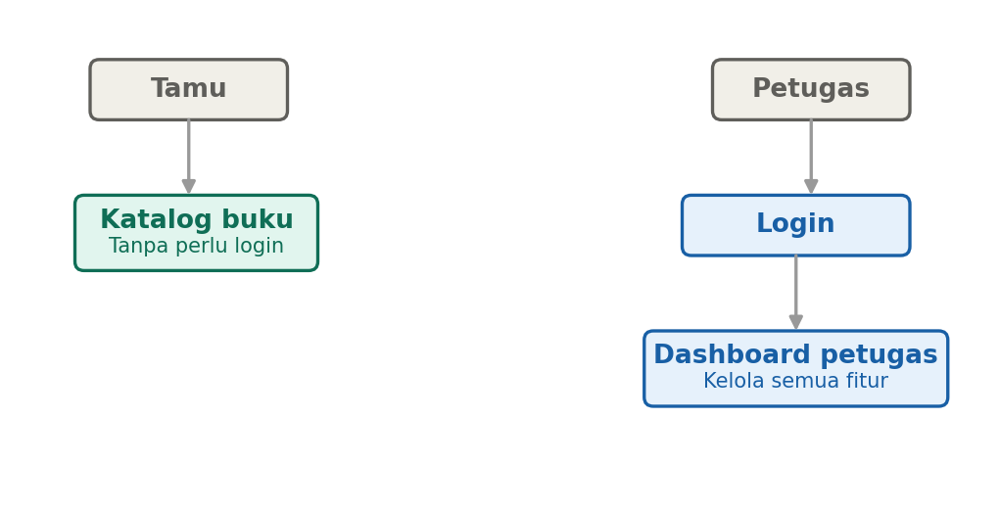 Tamu
Katalog buku
Tanpa perlu login
Petugas
Login
Dashboard petugas
Kelola semua fitur